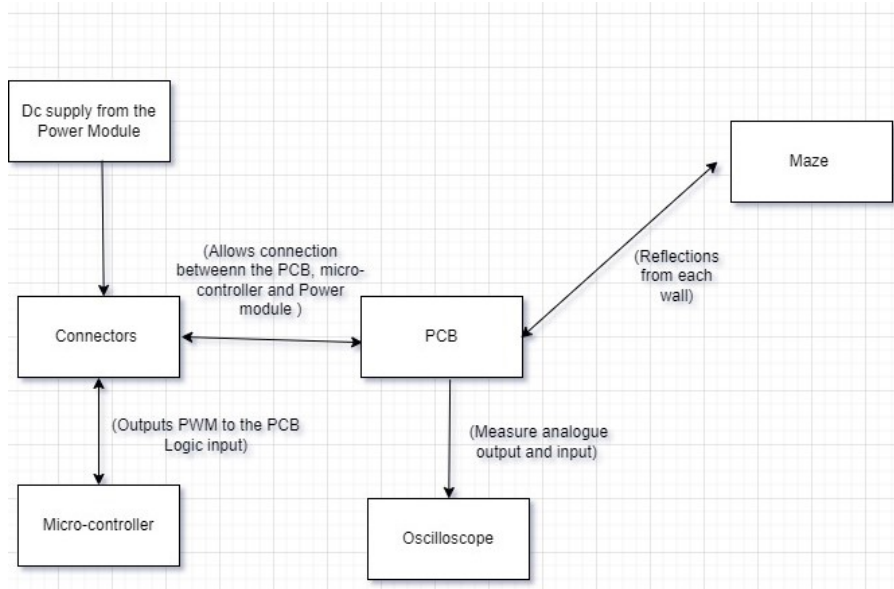 Dc supply from the
Power Module
Maze
(Allows connection
betweenn the PCB, micro-
controller and Power
module )
(Reflections
from each
wall)
Connectors
PCB
(Outputs PWM to the PCB
Logic input)
(Measure analogue
output and input)
Micro-controller
Oscilloscope